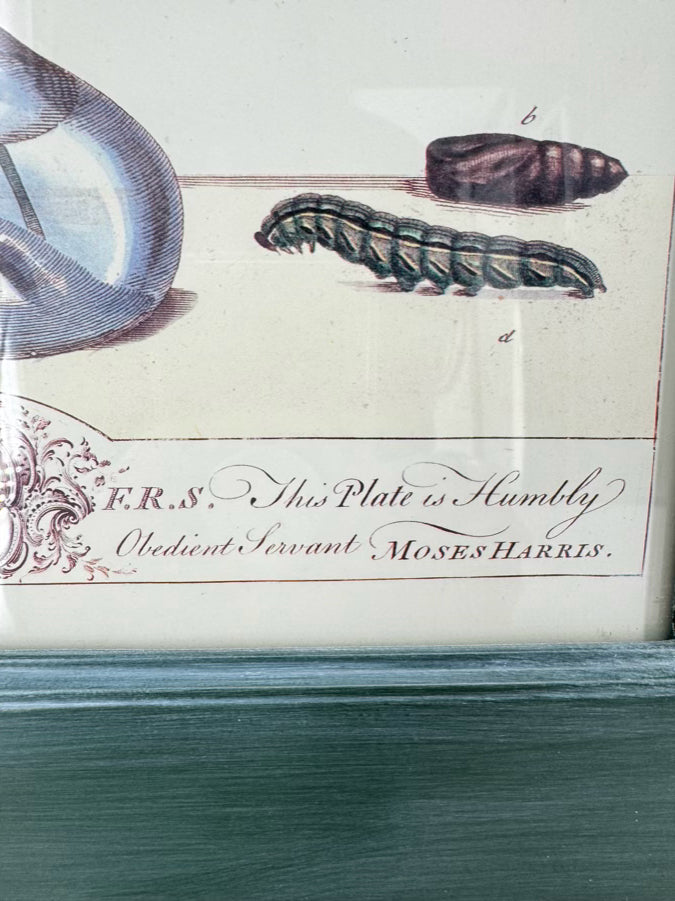 b
d
F.R.S. This Plate is Humbly
Obedient Servant MOSES HARRIS.